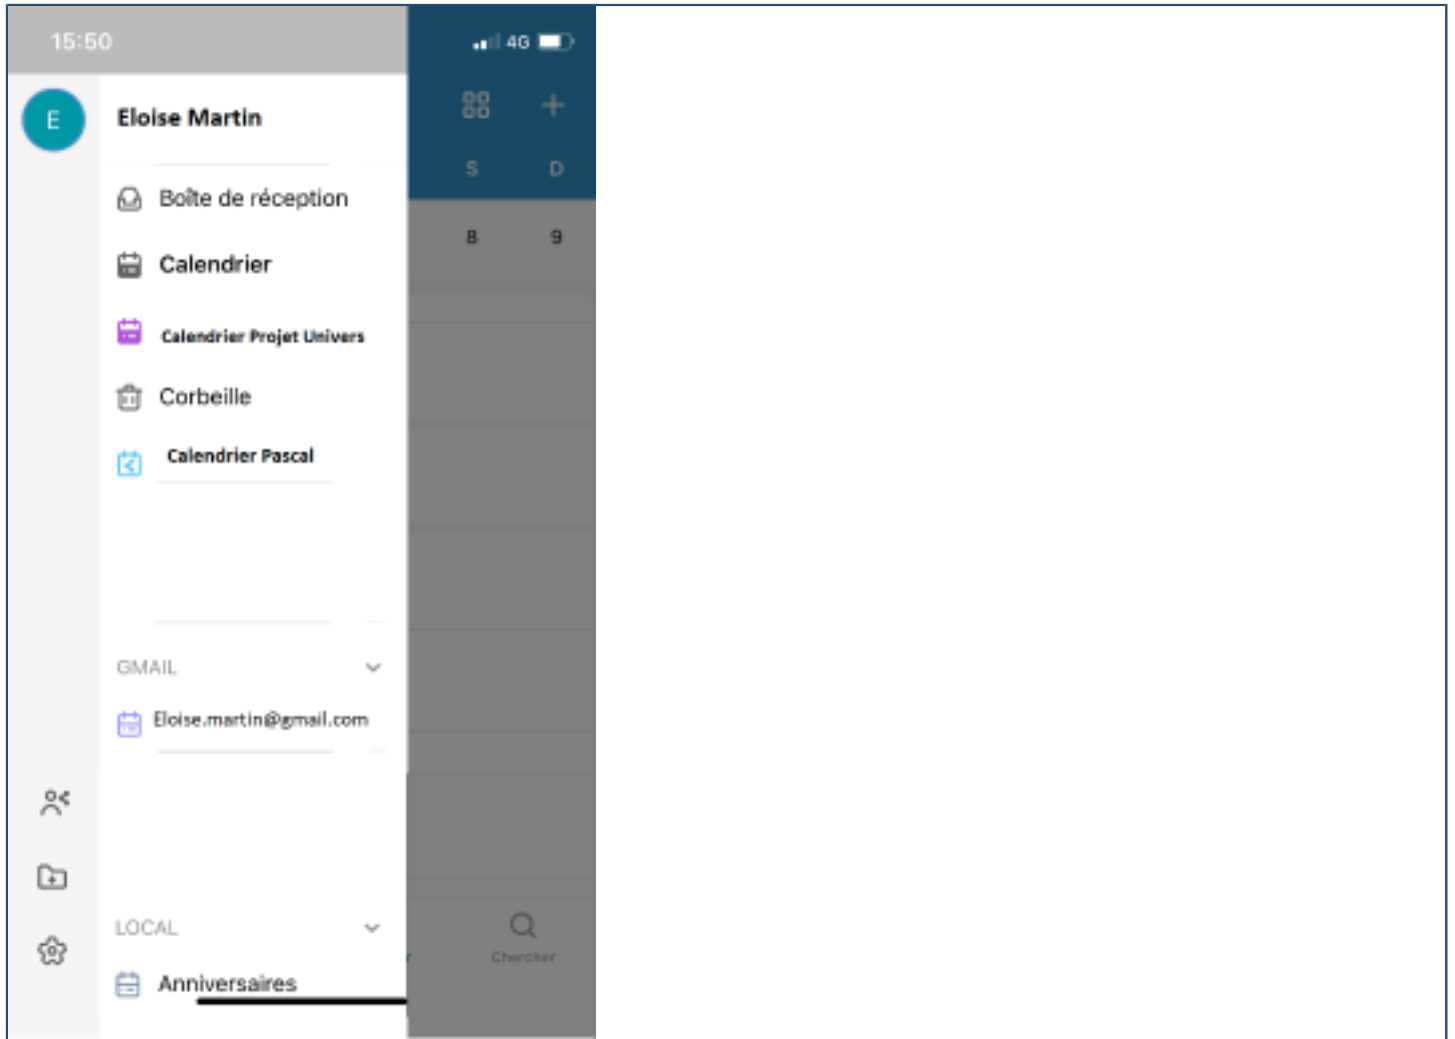 15:50
4G
E
Eloise Martin
S D
Boîte de réception
8 9
Calendrier
Calendrier Projet Univers
Corbeille
Calendrier Pascal
GMAIL
Eloise.martin@gmail.com
LOCAL
Chercher
Anniversaires